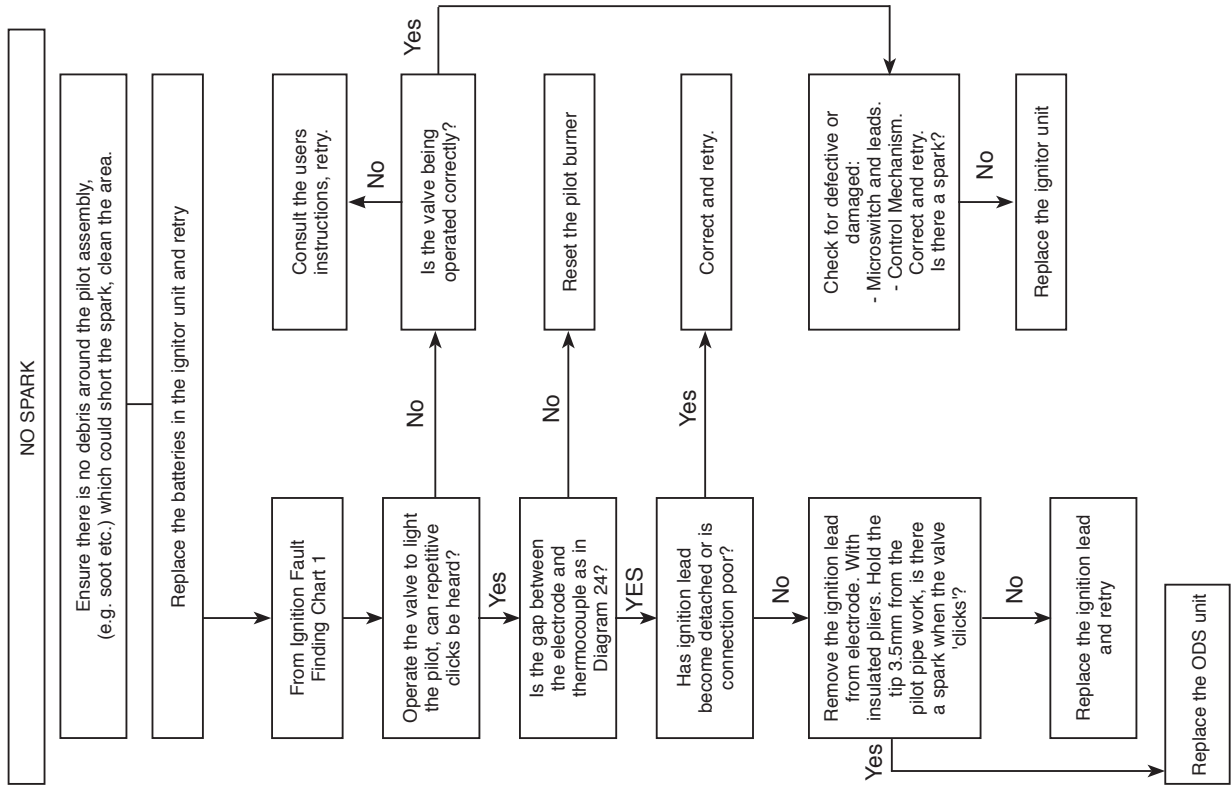 NO SPARK
Ensure there is no debris around the pilot assembly,
(e.g. soot etc.) which could short the spark, clean the area.
Replace the batteries in the ignitor unit and retry
From Ignition Fault
Finding Chart 1
Operate the valve to light
the pilot, can repetitive
clicks be heard?
No
Is the valve being
operated correctly?
No
Consult the users
instructions, retry.
Yes
Yes
Is the gap between
the electrode and
thermocouple as in
Diagram 24?
No
Reset the pilot burner
YES
Has ignition lead
become detached or is
connection poor?
Yes
Correct and retry.
No
Remove the ignition lead
from electrode. With
insulated pliers. Hold the
tip 3.5mm from the
pilot pipe work, is there
a spark when the valve
'clicks'?
Check for defective or
damaged:
- Microswitch and leads.
- Control Mechanism.
Correct and retry.
Is there a spark?
No
Replace the ignitor unit
No
Replace the ignition lead
and retry
Yes
Replace the ODS unit